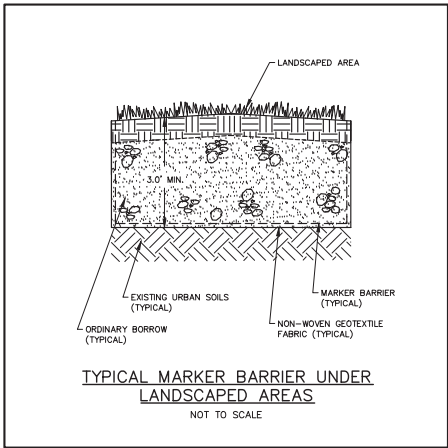 LANDSCAPED AREA
3.0' MIN.
EXISTING URBAN SOILS
(TYPICAL)
MARKER BARRIER
(TYPICAL)
ORDINARY BORROW
(TYPICAL)
NON-WOVEN GEOTEXTILE
FABRIC (TYPICAL)
TYPICAL MARKER BARRIER UNDER
LANDSCAPED AREAS
NOT TO SCALE